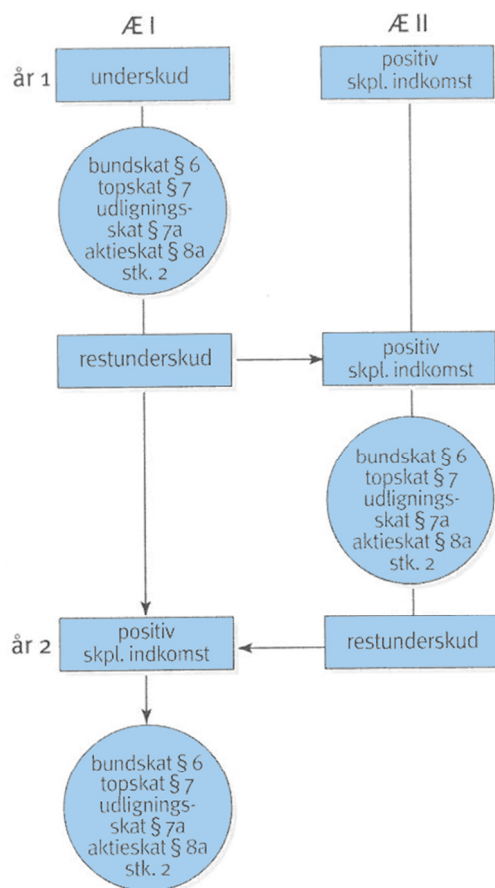 Æ I
Æ II
år 1
underskud
positiv
skpl. indkomst
bundskat § 6
topskat § 7
udlignings-
skat § 7a
aktieskat § 8a
stk. 2
restunderskud
positiv
skpl. indkomst
bundskat § 6
topskat § 7
udlignings-
skat § 7a
aktieskat § 8a
stk. 2
år 2
positiv
skpl. indkomst
restunderskud
bundskat § 6
topskat § 7
udlignings-
skat § 7a
aktieskat § 8a
stk. 2